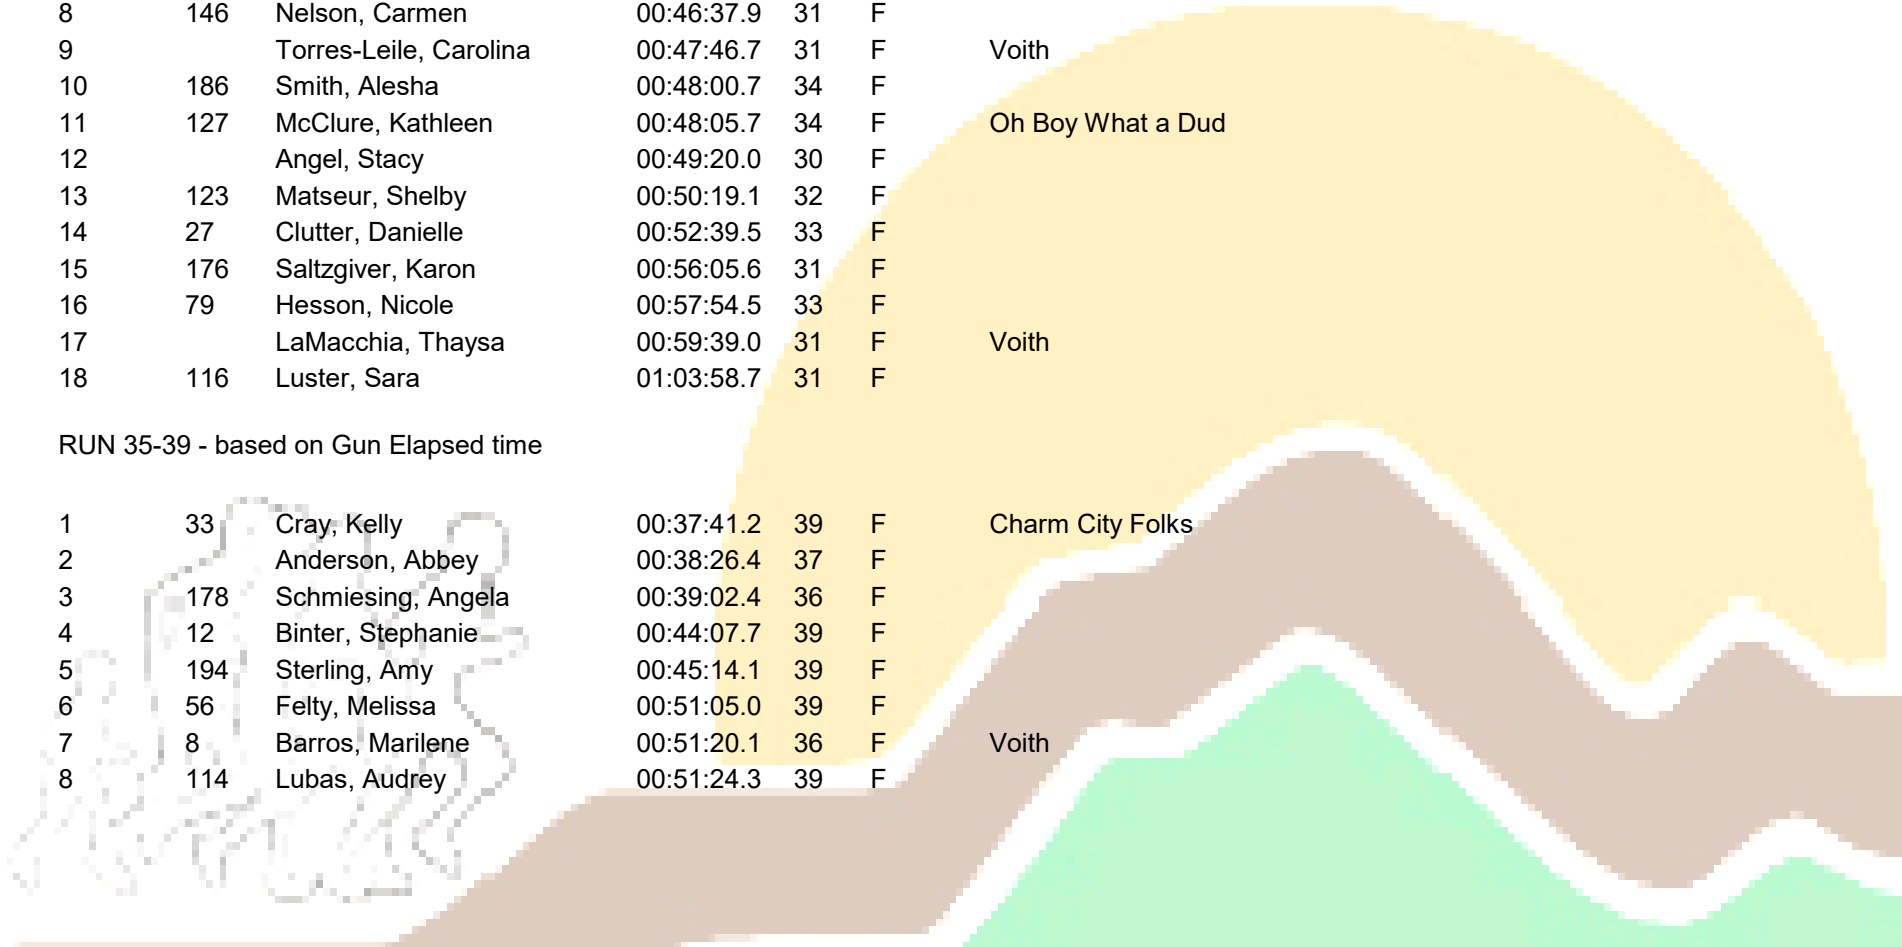 8 146 Nelson, Carmen 00:46:37.9 31 F
9 Torres-Leile, Carolina 00:47:46.7 31 F Voith
10 186 Smith, Alesha 00:48:00.7 34 F
11 127 McClure, Kathleen 00:48:05.7 34 F Oh Boy What a Dud
12 Angel, Stacy 00:49:20.0 30 F
13 123 Matseur, Shelby 00:50:19.1 32 F
14 27 Clutter, Danielle 00:52:39.5 33 F
15 176 Saltzgiver, Karon 00:56:05.6 31 F
16 79 Hesson, Nicole 00:57:54.5 33 F
17 LaMacchia, Thaysa 00:59:39.0 31 F Voith
18 116 Luster, Sara 01:03:58.7 31 F
RUN 35-39 - based on Gun Elapsed time
1 33 Cray, Kelly 00:37:41.2 39 F Charm City Folks
2 Anderson, Abbey 00:38:26.4 37 F
3 178 Schmiesing, Angela 00:39:02.4 36 F
4 12 Binter, Stephanie 00:44:07.7 39 F
5 194 Sterling, Amy 00:45:14.1 39 F
6 56 Felty, Melissa 00:51:05.0 39 F
7 8 Barros, Marilene 00:51:20.1 36 F Voith
8 114 Lubas, Audrey 00:51:24.3 39 F